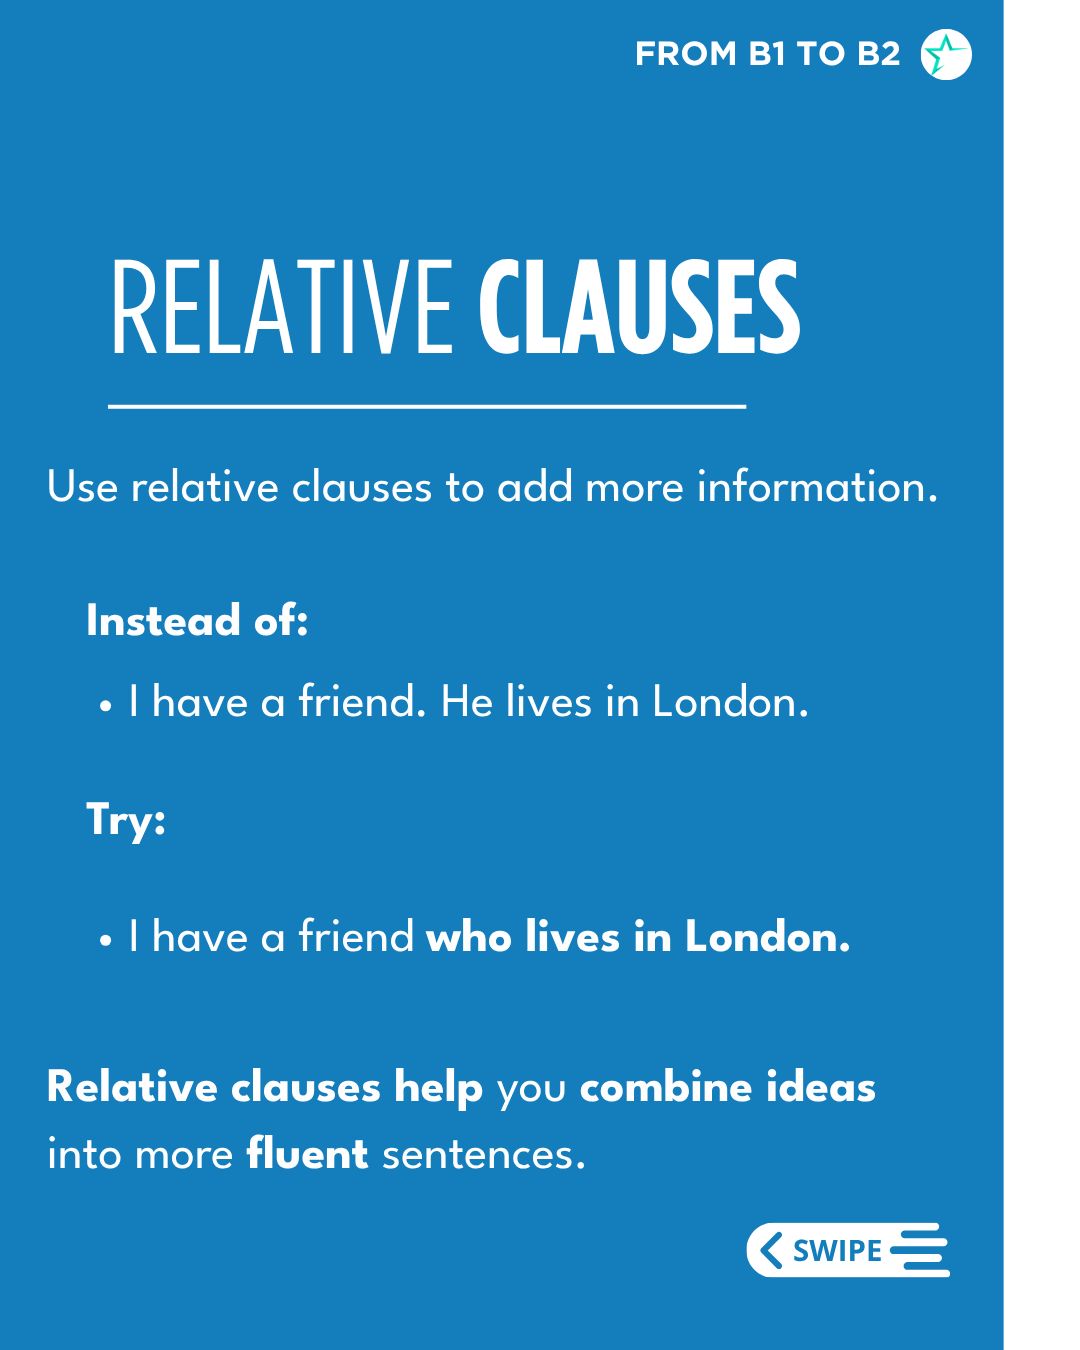 FROM B1 TO B2
RELATIVE CLAUSES
Use relative clauses to add more information.
Instead of:
• I have a friend. He lives in London.
Try:
• I have a friend who lives in London.
Relative clauses help you combine ideas
into more fluent sentences.
SWIPE